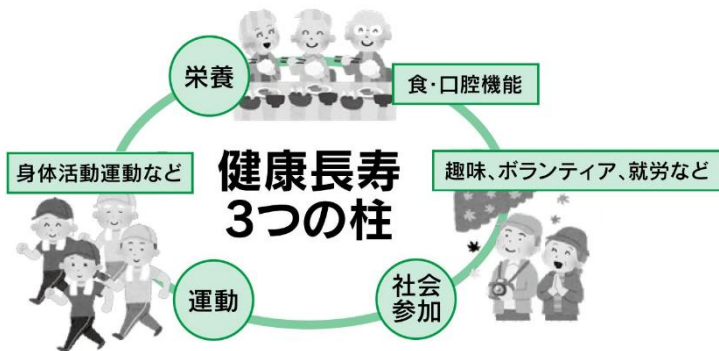 栄養
食・口腔機能
身体活動運動など
健康長寿
3つの柱
趣味、ボランティア、就労など
運動
社会
参加